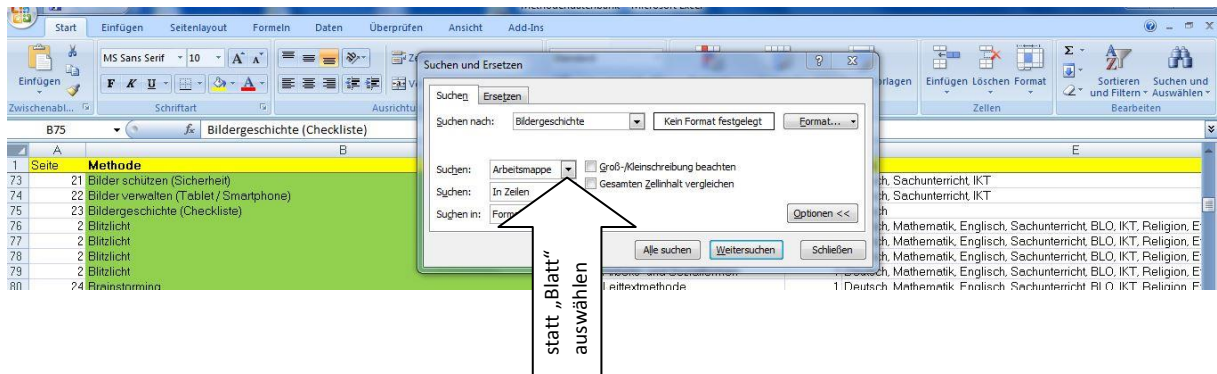 Methodendatenbank - Microsoft Excel
Start Einfügen Seitenlayout Formeln Daten Überprüfen Ansicht Add-Ins
MS Sans Serif 10 A A
Einfügen F K U A
Einfügen Löschen Format Σ Sortieren und Filtern Suchen und Auswählen
Zwischenabl... Schriftart Zellen Bearbeiten
B75 fx Bildergeschichte (Checkliste)
A B E
1 Seite Methode
73 21 Bilder schützen (Sicherheit) Sachunterricht, IKT
74 22 Bilder verwalten (Tablet / Smartphone) Sachunterricht, IKT
75 23 Bildergeschichte (Checkliste)
76 2 Blitzlicht Mathematik, Englisch, Sachunterricht, BLO, IKT, Religion,
77 2 Blitzlicht Mathematik, Englisch, Sachunterricht, BLO, IKT, Religion,
78 2 Blitzlicht Mathematik, Englisch, Sachunterricht, BLO, IKT, Religion,
79 2 Blitzlicht 1 Deutsch, Mathematik, Englisch, Sachunterricht, BLO, IKT, Religion,
80 24 Brainstorming Leittextmethode 1 Deutsch, Mathematik, Englisch, Sachunterricht, BLO, IKT, Religion,
Suchen und Ersetzen
Suchen Ersetzen
Suchen nach: Bildergeschichte Kein Format festgelegt Format...
Suchen: Arbeitsmappe Groß-/Kleinschreibung beachten
Gesamten Zellinhalt vergleichen
Suchen: In Zeilen
Suchen in: Optionen <<
Alle suchen Weitersuchen Schließen
statt „Blatt“
auswählen